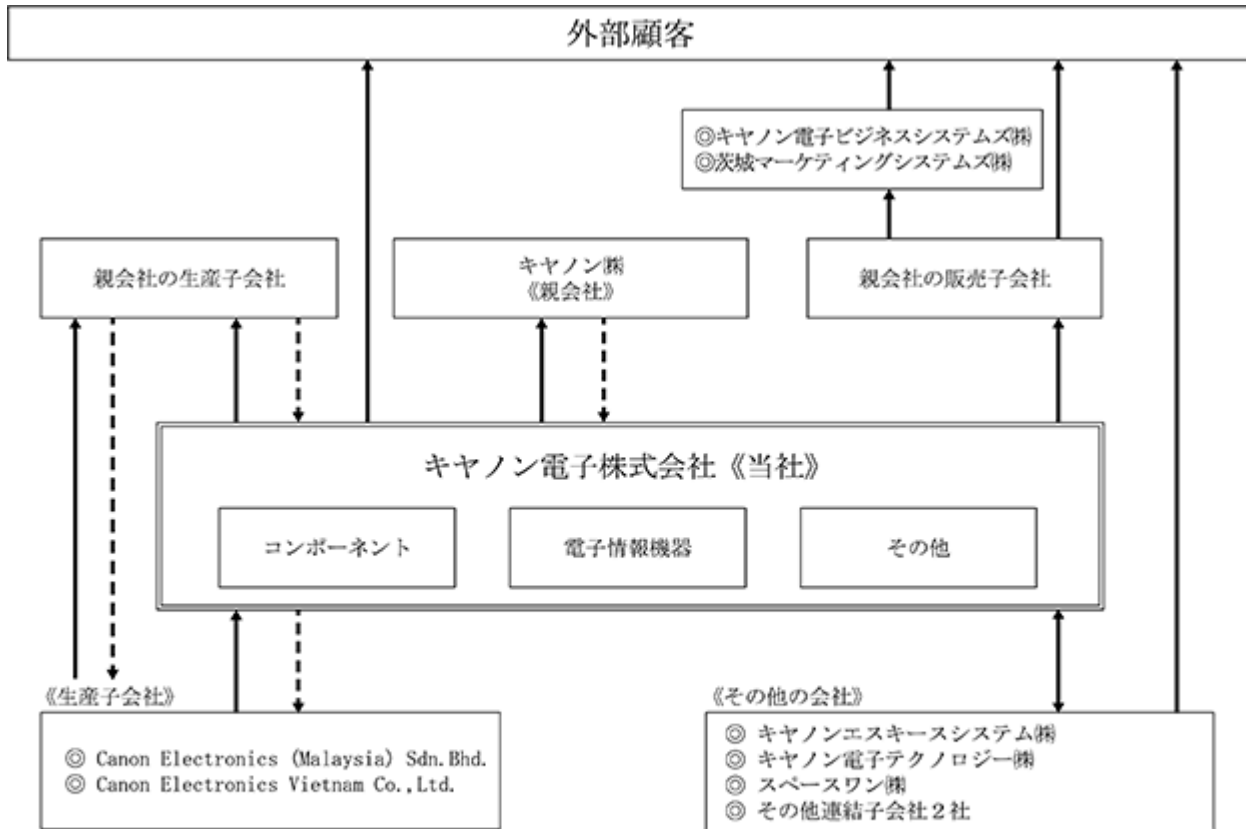 外部顧客
◎キヤノン電子ビジネスシステムズ㈱
◎茨城マーケティングシステムズ㈱
親会社の生産子会社
キヤノン㈱
《親会社》
親会社の販売子会社
キヤノン電子株式会社《当社》
コンポーネント
電子情報機器
その他
《生産子会社》
◎ Canon Electronics (Malaysia) Sdn.Bhd.
◎ Canon Electronics Vietnam Co.,Ltd.
《その他の会社》
◎ キヤノンエスキースシステム㈱
◎ キヤノン電子テクノロジー㈱
◎ スペースワン㈱
◎ その他連結子会社２社